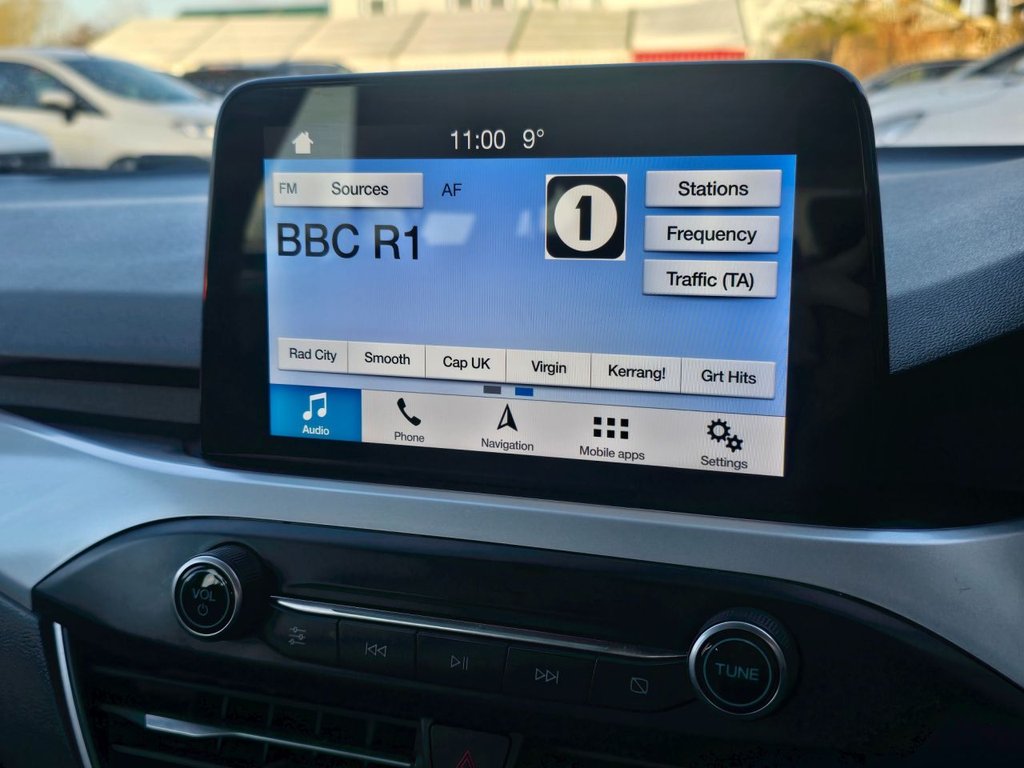 11:00 9°
FM Sources AF
BBC R1
1
Stations
Frequency
Traffic (TA)
Rad City Smooth Cap UK Virgin Kerrang! Grt Hits
Audio Phone Navigation Mobile apps Settings
VOL
TUNE